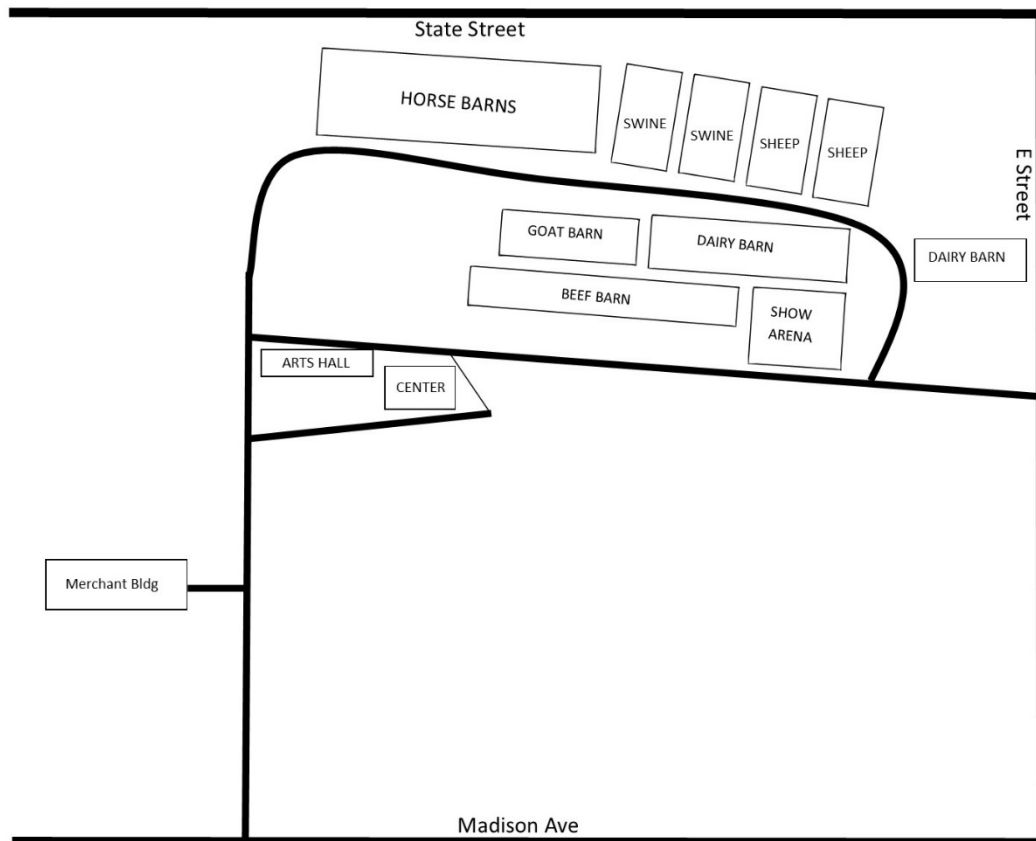 State Street
HORSE BARNS
SWINE
SWINE
SHEEP
SHEEP
E Street
GOAT BARN
DAIRY BARN
DAIRY BARN
BEEF BARN
SHOW
ARENA
ARTS HALL
CENTER
Merchant Bldg
Madison Ave